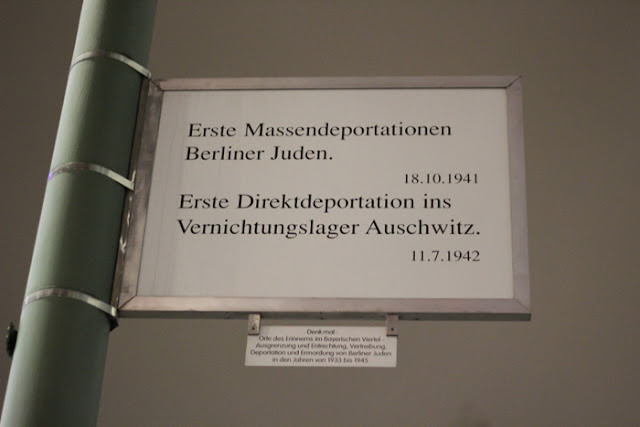 Erste Massendeportationen
Berliner Juden.
18.10.1941
Erste Direktdeportation ins
Vernichtungslager Auschwitz.
11.7.1942
Denkmal
Orte des Erinnerns im Bayerischen Viertel -
Ausgrenzung und Entrechtung, Vertreibung,
Deportation und Ermordung von Berliner Juden
in den Jahren von 1933 bis 1945